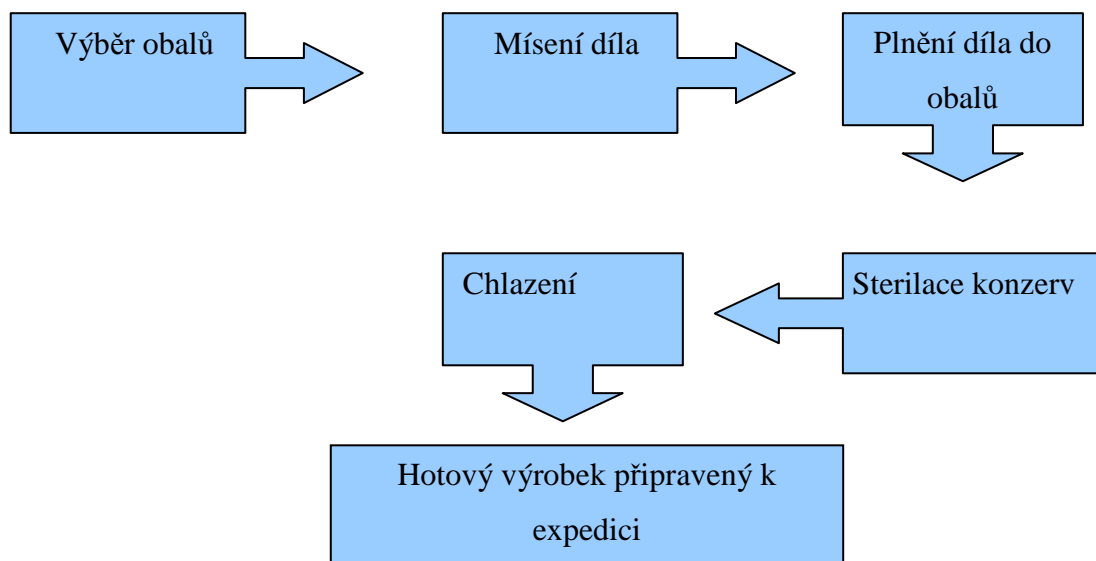 Výběr obalů
Mísení díla
Plnění díla do
obalů
Sterilace konzerv
Chlazení
Hotový výrobek připravený k
expedici